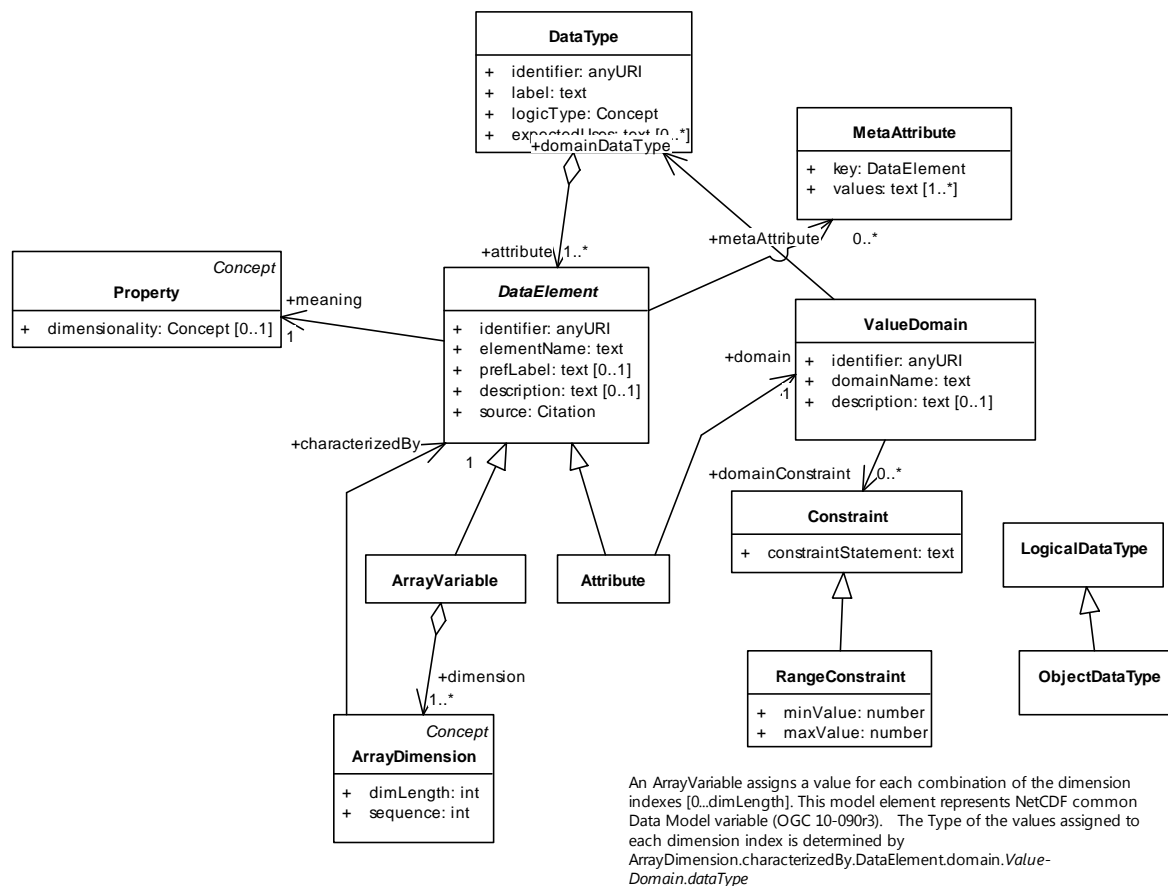 DataType
+ identifier: anyURI
+ label: text
+ logicType: Concept
+ expectedUses: text [0..*]
+domainDataType
MetaAttribute
+ key: DataElement
+ values: text [1..*]
+metaAttribute 0..*
+attribute 1..*
Concept
Property
+ dimensionality: Concept [0..1]
+meaning
1
DataElement
+ identifier: anyURI
+ elementName: text
+ prefLabel: text [0..1]
+ description: text [0..1]
+ source: Citation
ValueDomain
+ identifier: anyURI
+ domainName: text
+ description: text [0..1]
+domain
1
+characterizedBy
1
+domainConstraint 0..*
Constraint
+ constraintStatement: text
LogicalDataType
ArrayVariable
Attribute
+dimension
1..*
RangeConstraint
+ minValue: number
+ maxValue: number
ObjectDataType
Concept
ArrayDimension
+ dimLength: int
+ sequence: int
An ArrayVariable assigns a value for each combination of the dimension
indexes [0...dimLength]. This model element represents NetCDF common
Data Model variable (OGC 10-090r3). The Type of the values assigned to
each dimension index is determined by
ArrayDimension.characterizedBy.DataElement.domain.Value-
Domain.dataType